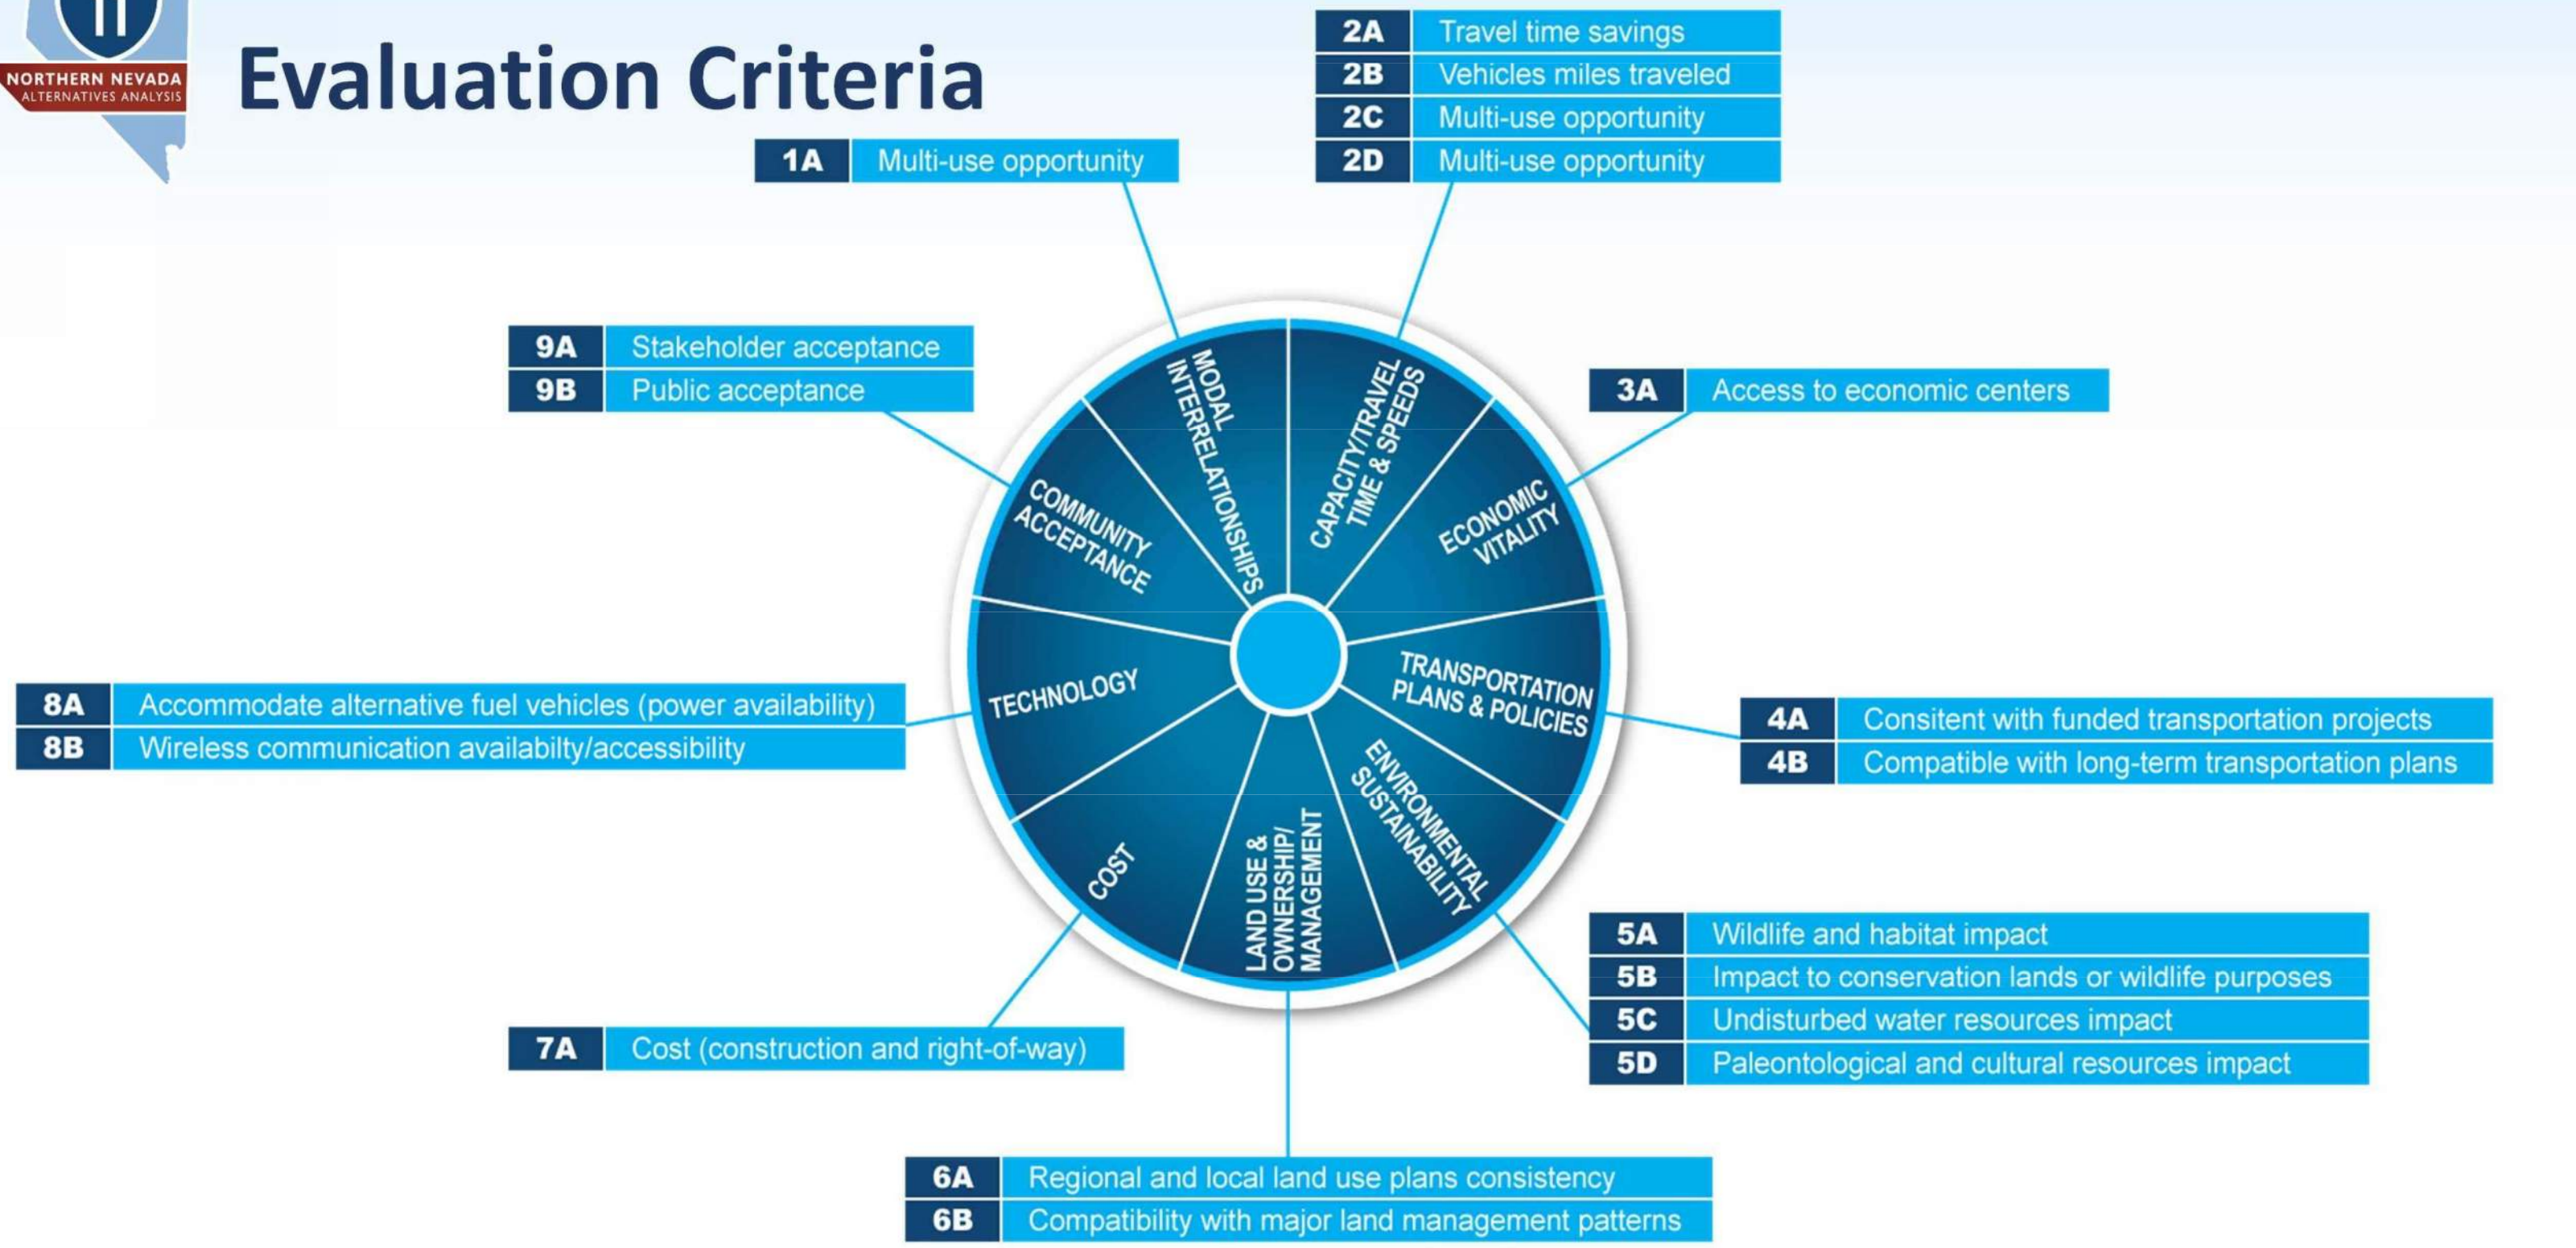 11
NORTHERN NEVADA
ALTERNATIVES ANALYSIS
Evaluation Criteria
1A Multi-use opportunity
2A Travel time savings
2B Vehicles miles traveled
2C Multi-use opportunity
2D Multi-use opportunity
3A Access to economic centers
4A Consitent with funded transportation projects
4B Compatible with long-term transportation plans
5A Wildlife and habitat impact
5B Impact to conservation lands or wildlife purposes
5C Undisturbed water resources impact
5D Paleontological and cultural resources impact
6A Regional and local land use plans consistency
6B Compatibility with major land management patterns
7A Cost (construction and right-of-way)
8A Accommodate alternative fuel vehicles (power availability)
8B Wireless communication availabilty/accessibility
9A Stakeholder acceptance
9B Public acceptance
MODAL
INTERRELATIONSHIPS
CAPACITY/TRAVEL
TIME & SPEEDS
ECONOMIC
VITALITY
TRANSPORTATION
PLANS & POLICIES
ENVIRONMENTAL
SUSTAINABILITY
LAND USE &
OWNERSHIP/
MANAGEMENT
COST
TECHNOLOGY
COMMUNITY
ACCEPTANCE